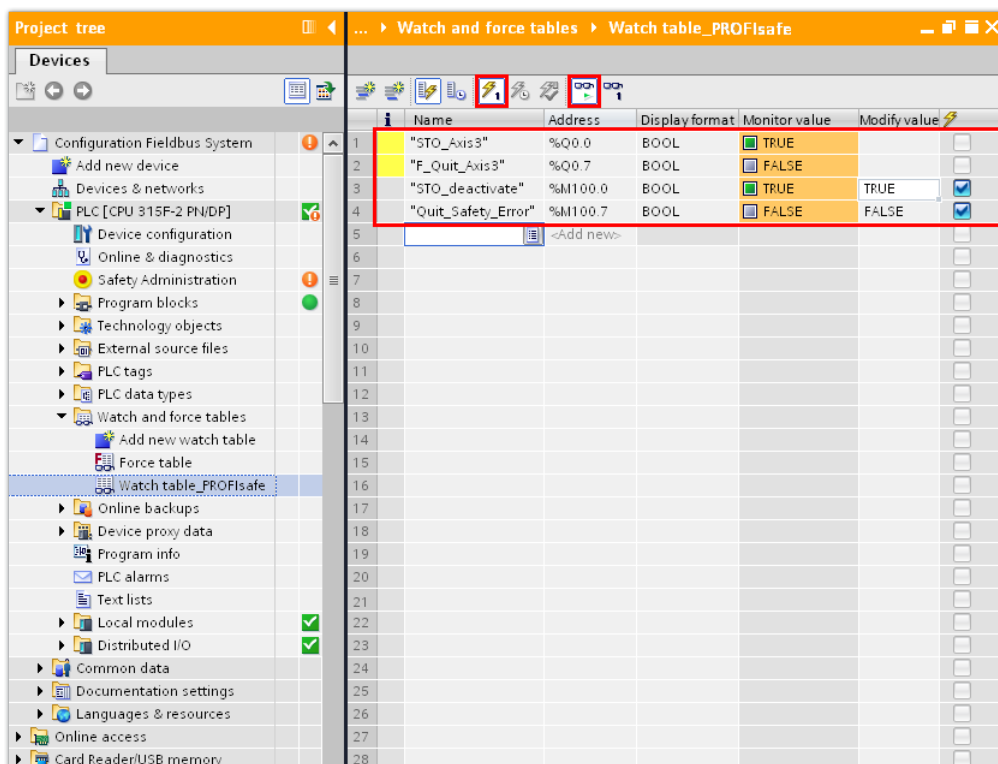 Project tree
Devices
Configuration Fieldbus System
Add new device
Devices & networks
PLC [CPU 315F-2 PN/DP]
Device configuration
Online & diagnostics
Safety Administration
Program blocks
Technology objects
External source files
PLC tags
PLC data types
Watch and force tables
Add new watch table
Force table
Watch table_PROFIsafe
Online backups
Device proxy data
Program info
PLC alarms
Text lists
Local modules
Distributed I/O
Common data
Documentation settings
Languages & resources
Online access
Card Reader/USB memory
... Watch and force tables Watch table_PROFIsafe
i Name Address Display format Monitor value Modify value
1 "STO_Axis3" %Q0.0 BOOL TRUE
2 "F_Quit_Axis3" %Q0.7 BOOL FALSE
3 "STO_deactivate" %M100.0 BOOL TRUE TRUE
4 "Quit_Safety_Error" %M100.7 BOOL FALSE FALSE
5 <Add new>
6
7
8
9
10
11
12
13
14
15
16
17
18
19
20
21
22
23
24
25
26
27
28